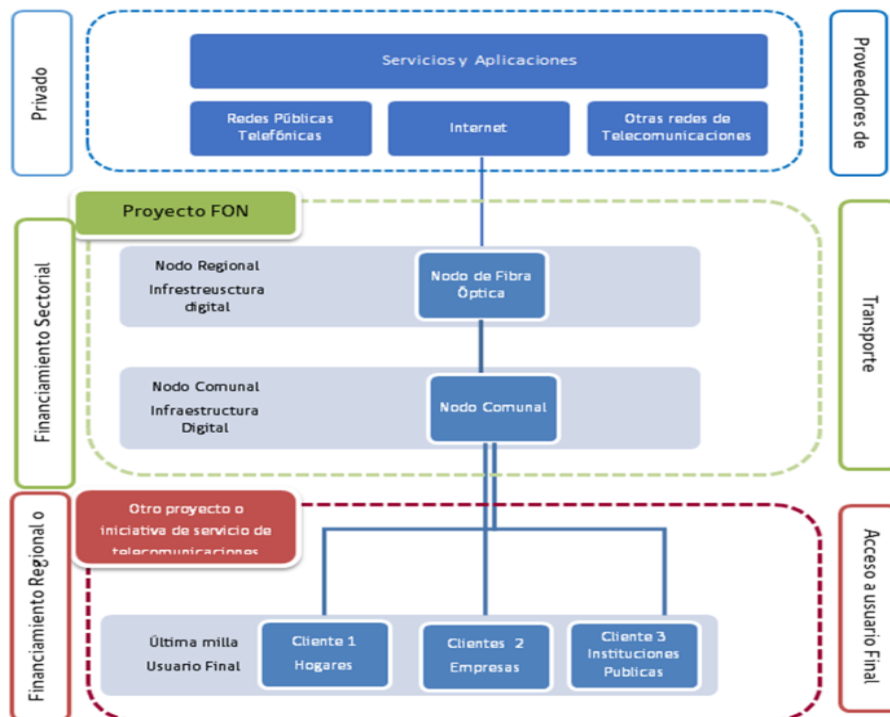 Privado
Servicios y Aplicaciones
Redes Públicas
Telefónicas
Internet
Otras redes de
Telecomunicaciones
Proveedores de
Financiamiento Sectorial
Proyecto FON
Nodo Regional
Infrestreusctura
digital
Nodo de Fibra
Óptica
Nodo Comunal
Infraestructura
Digital
Nodo Comunal
Transporte
Financiamiento Regional o
Otro proyecto o
iniciativa de servicio de
telecomunicaciones
Última milla
Usuario Final
Cliente 1
Hogares
Clientes 2
Empresas
Cliente 3
Instituciones
Publicas
Acceso a usuario Final